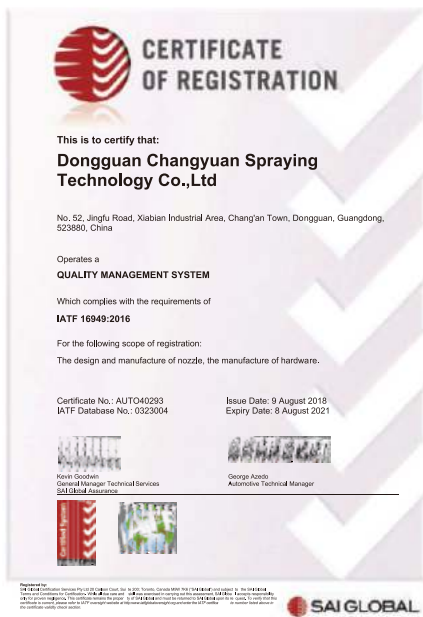 CERTIFICATE
OF REGISTRATION
This is to certify that:
Dongguan Changyuan Spraying
Technology Co.,Ltd
No. 52, Jingfu Road, Xiabian Industrial Area, Chang'an Town, Dongguan, Guangdong,
523880, China
Operates a
QUALITY MANAGEMENT SYSTEM
Which complies with the requirements of
IATF 16949:2016
For the following scope of registration:
The design and manufacture of nozzle, the manufacture of hardware.
Certificate No.: AUTO40293
IATF Database No.: 0323004
Issue Date: 9 August 2018
Expiry Date: 8 August 2021
Kevin Goodwin
General Manager Technical Services
SAI Global Assurance
George Azedo
Automotive Technical Manager
Certified System
Registered by:
SAI GLOBAL